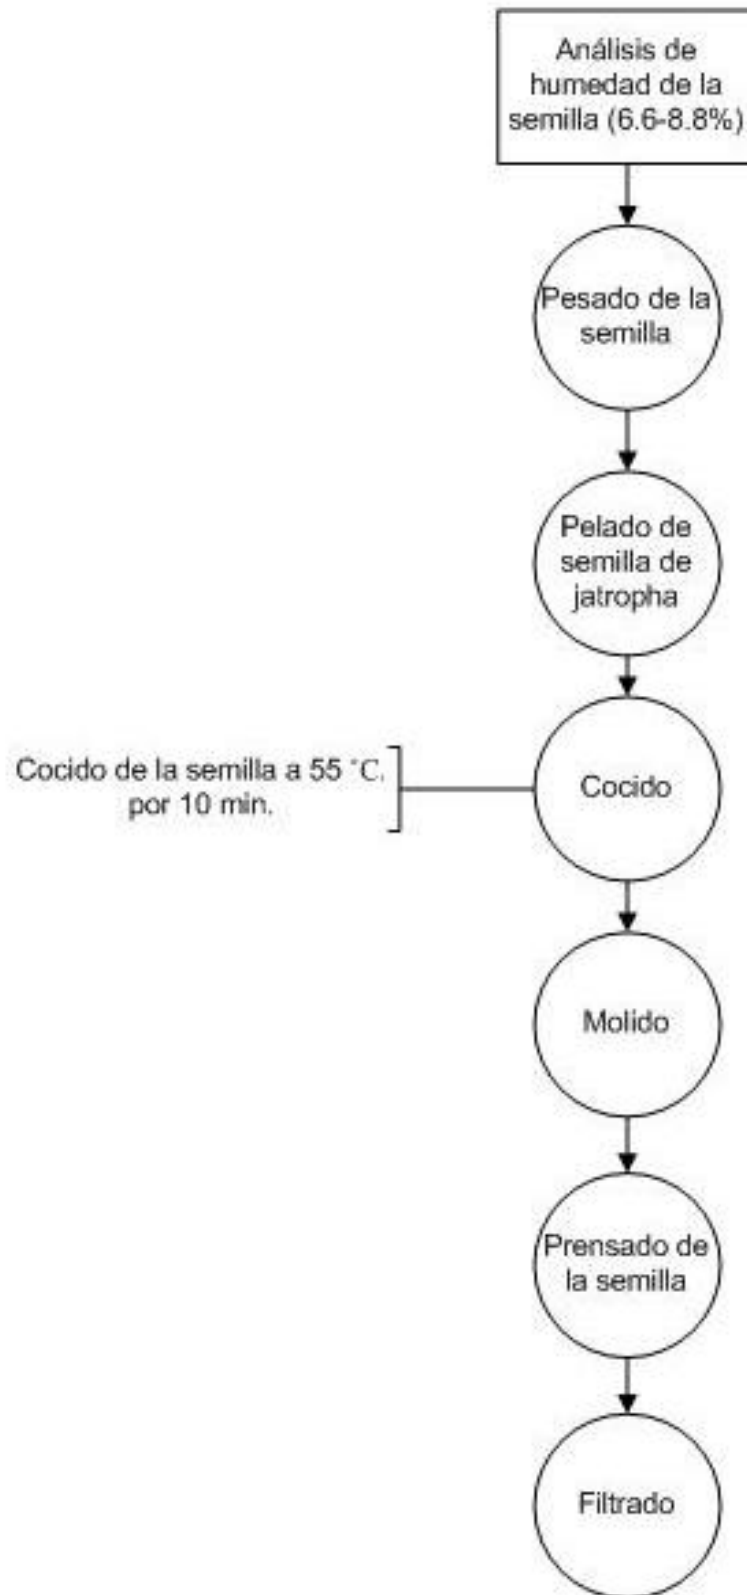 Análisis de
humedad de la
semilla (6.6-8.8%)
Pesado de la
semilla
Pelado de
semilla de
jatropha
Cocido de la semilla a 55 °C.
por 10 min.
Cocido
Molido
Prensado de
la semilla
Filtrado